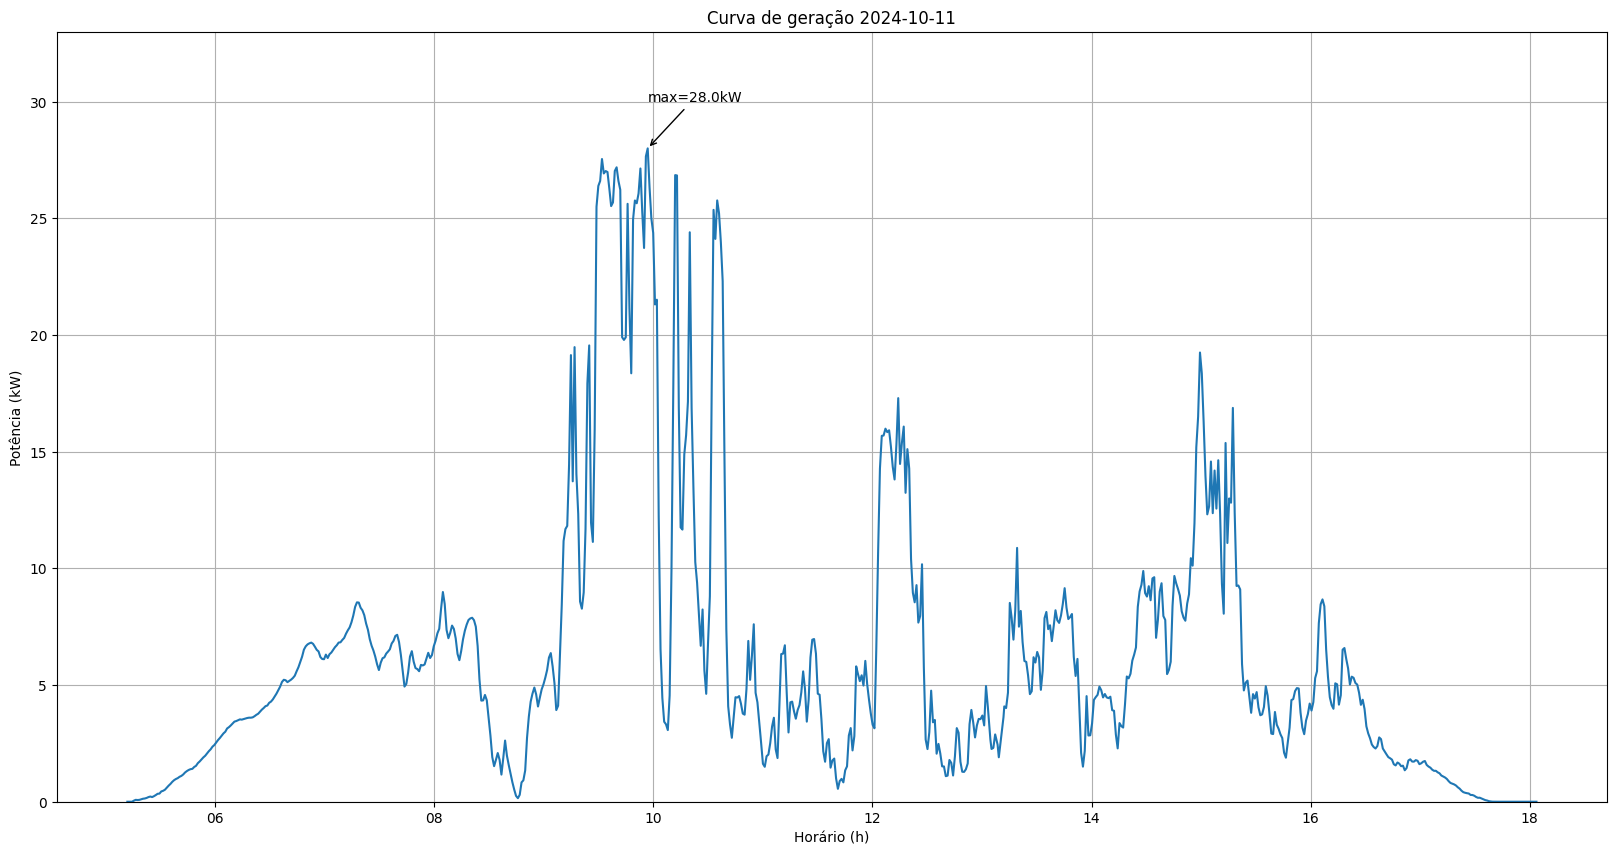 Curva de geração 2024-10-11
max=28.0kW
30
25
20
15
10
5
0
Potência (kW)
06 08 10 12 14 16 18
Horário (h)